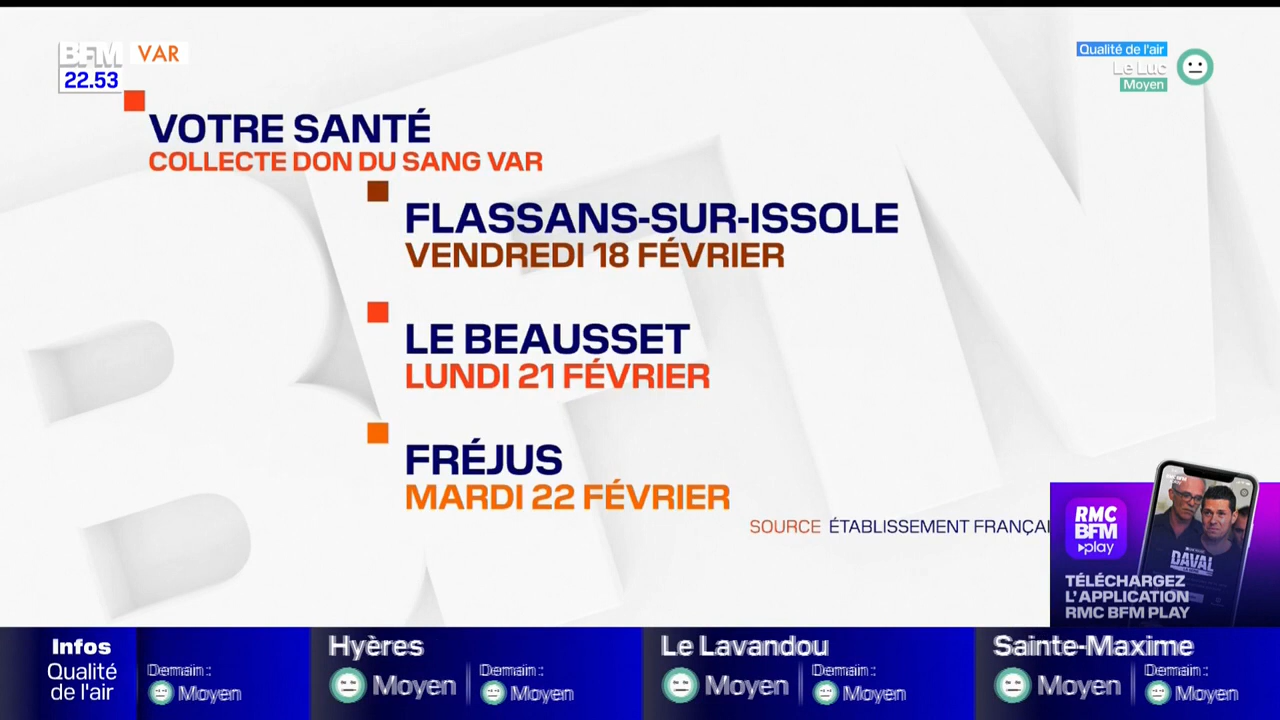 BFM VAR
22.53
Qualité de l'air
Le Luc
Moyen
VOTRE SANTÉ
COLLECTE DON DU SANG VAR
FLASSANS-SUR-ISSOLE
VENDREDI 18 FÉVRIER
LE BEAUSSET
LUNDI 21 FÉVRIER
FRÉJUS
MARDI 22 FÉVRIER
SOURCE ÉTABLISSEMENT FRANÇAI
RMC
BFM
play
DAVAL
TÉLÉCHARGEZ
L'APPLICATION
RMC BFM PLAY
Infos
Qualité
de l'air
Demain :
Moyen
Hyères
Moyen
Demain :
Moyen
Le Lavandou
Moyen
Demain :
Moyen
Sainte-Maxime
Moyen
Demain :
Moyen